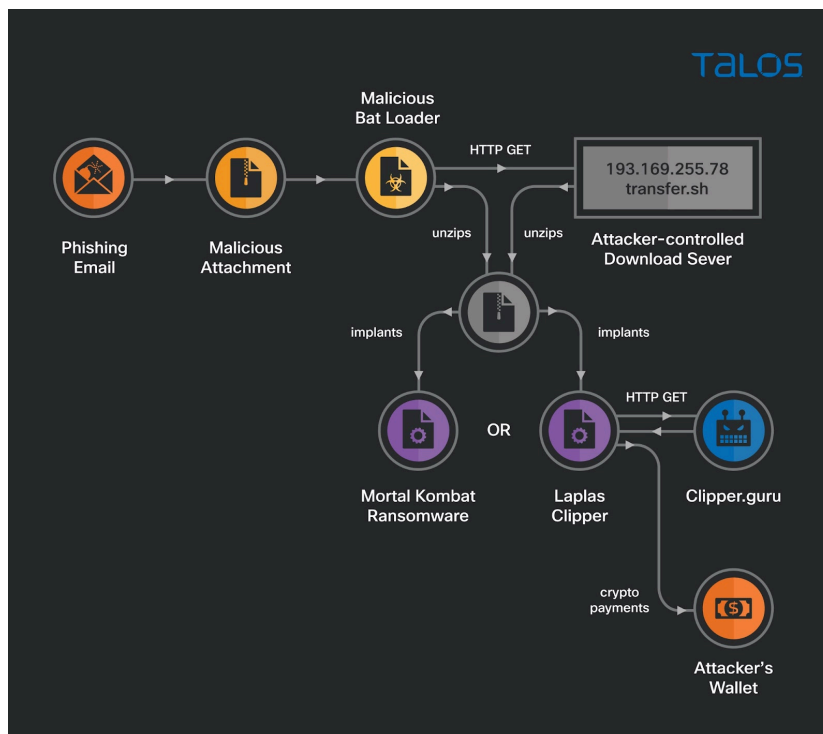 TALOS
Malicious
Bat Loader
HTTP GET
193.169.255.78
transfer.sh
unzips
unzips
Phishing
Email
Malicious
Attachment
Attacker-controlled
Download Sever
implants
implants
HTTP GET
OR
Mortal Kombat
Ransomware
Laplas
Clipper
Clipper.guru
crypto
payments
Attacker's
Wallet